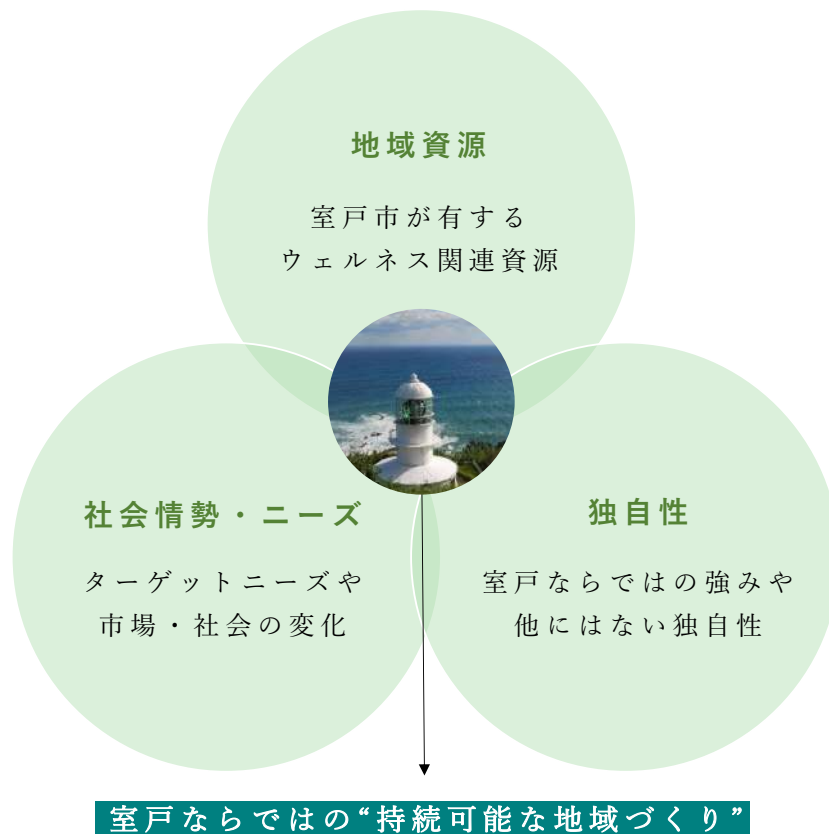 地域資源
室戸市が有する
ウェルネス関連資源
社会情勢・ニーズ
ターゲットニーズや
市場・社会の変化
独自性
室戸ならではの強みや
他にはない独自性
室戸ならではの“持続可能な地域づくり”